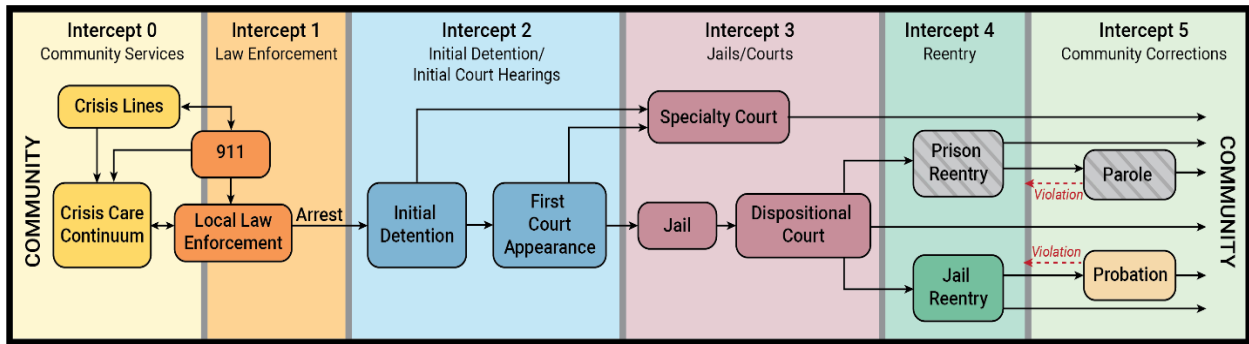 Intercept 0
Community Services
Intercept 1
Law Enforcement
Intercept 2
Initial Detention/
Initial Court Hearings
Intercept 3
Jails/Courts
Intercept 4
Reentry
Intercept 5
Community Corrections
COMMUNITY
Crisis Lines
911
Crisis Care
Continuum
Local Law
Enforcement
Arrest
Initial
Detention
First
Court
Appearance
Specialty Court
Jail
Dispositional
Court
Prison
Reentry
Violation
Parole
Jail
Reentry
Violation
Probation
COMMUNITY